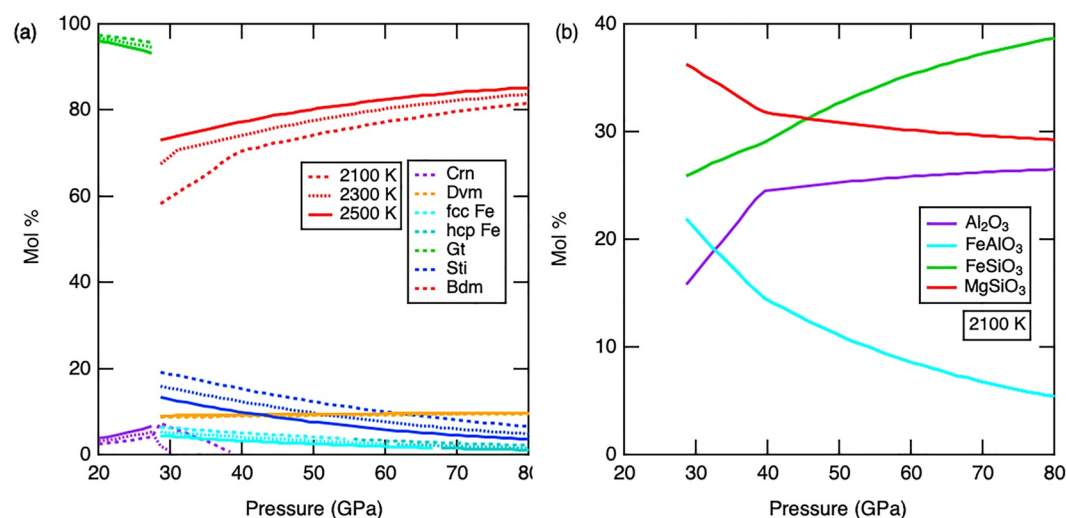 (a)
100
80
60
40
20
0
Mol %
20 30 40 50 60 70 80
Pressure (GPa)
2100 K
2300 K
2500 K
Crn
Dvm
fcc Fe
hcp Fe
Gt
Sti
Bdm
(b)
40
30
20
10
0
Mol %
20 30 40 50 60 70 80
Pressure (GPa)
Al₂O₃
FeAlO₃
FeSiO₃
MgSiO₃
2100 K